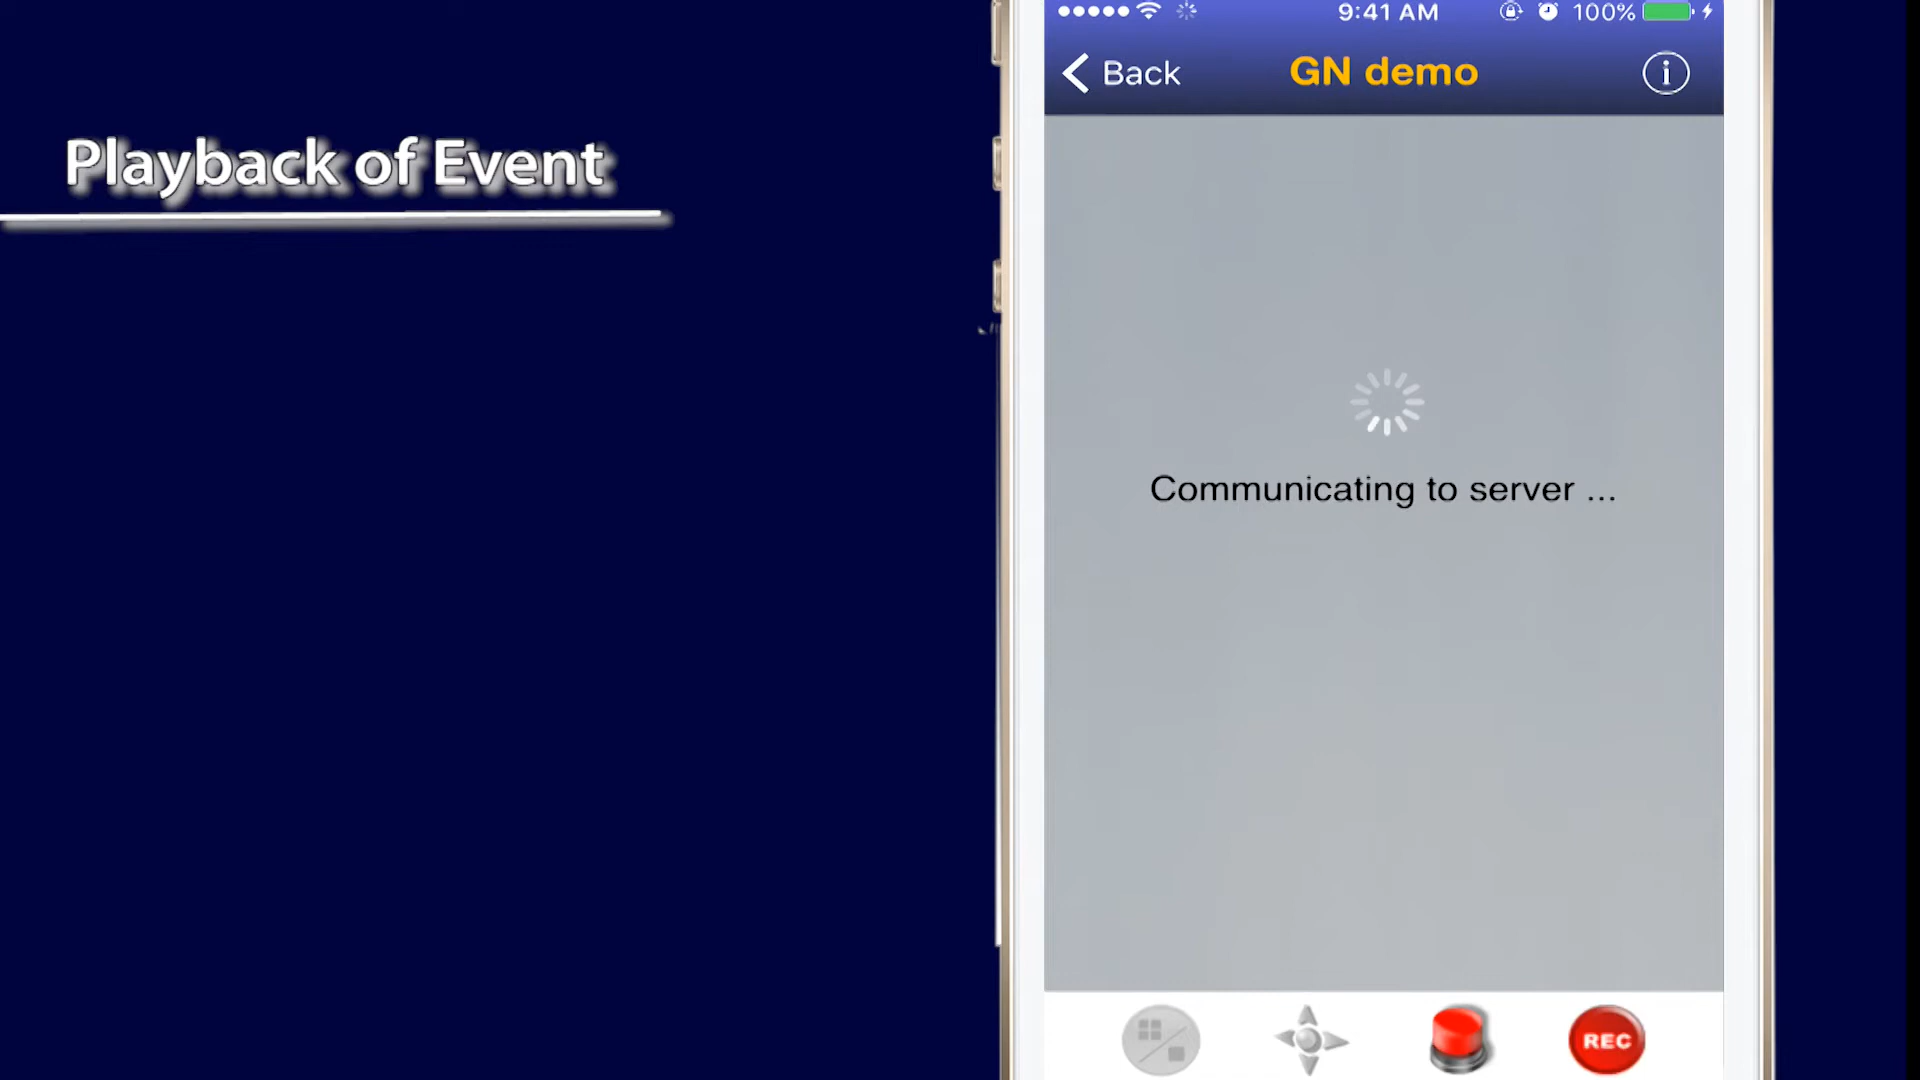 Playback of Event
9:41 AM
100%
Back
GN demo
i
Communicating to server ...
REC